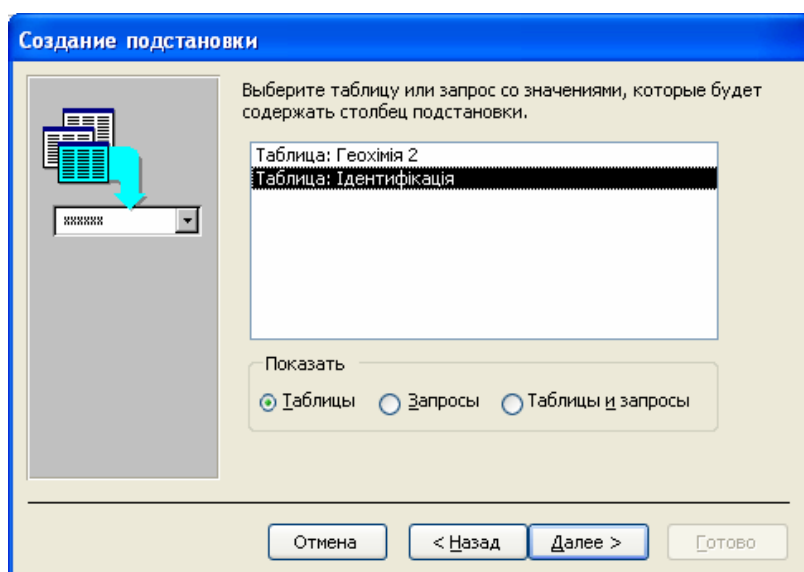 Создание подстановки
Выберите таблицу или запрос со значениями, которые будет
содержать столбец подстановки.
Таблица: Геохімія 2
Таблица: Ідентифікація
xxxxxx
Показать
Таблицы Запросы Таблицы и запросы
Отмена < Назад Далее > Готово